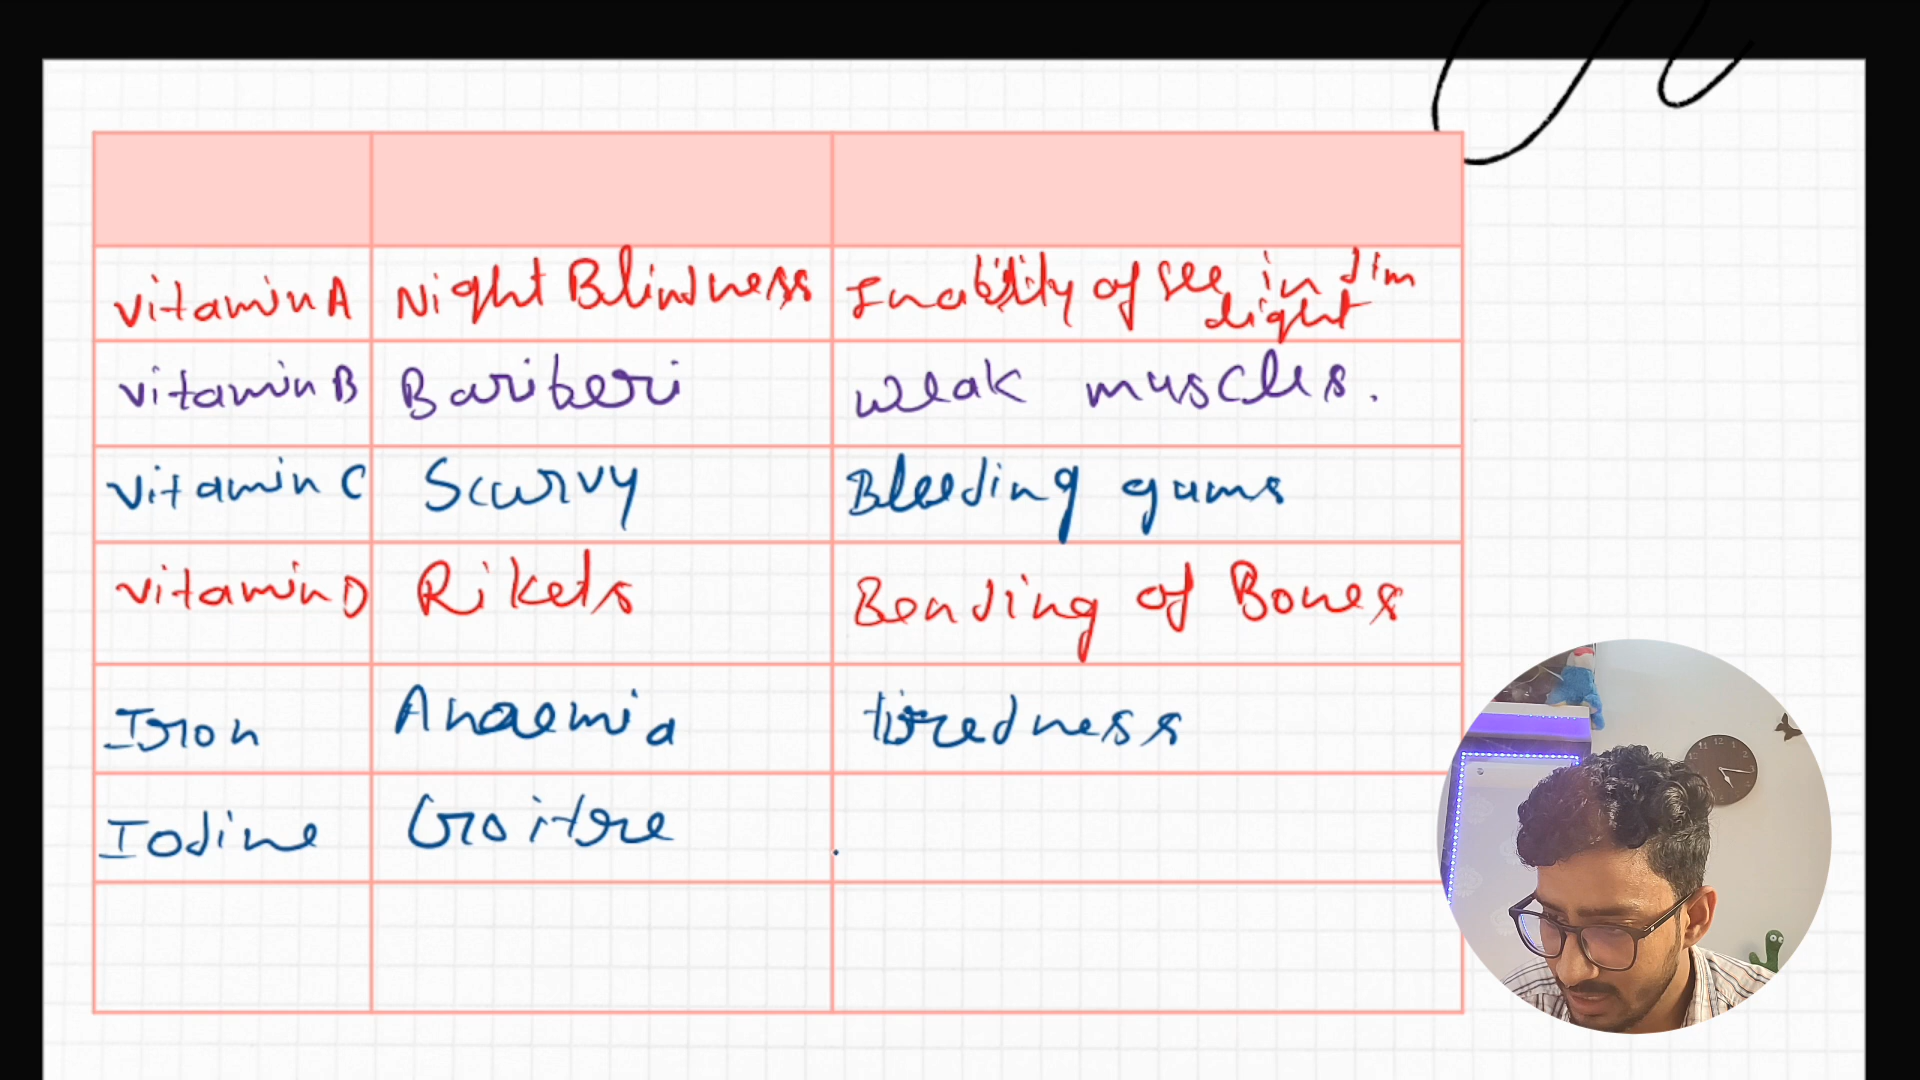 Vitamin A Night Blindness Inability of see in dim
light
Vitamin B Bariberi weak muscles.
Vitamin C Scurvy Bleeding gums
Vitamin D Rikets Bending of Bones
Iron Anaemia tiredness
Iodine Goitre